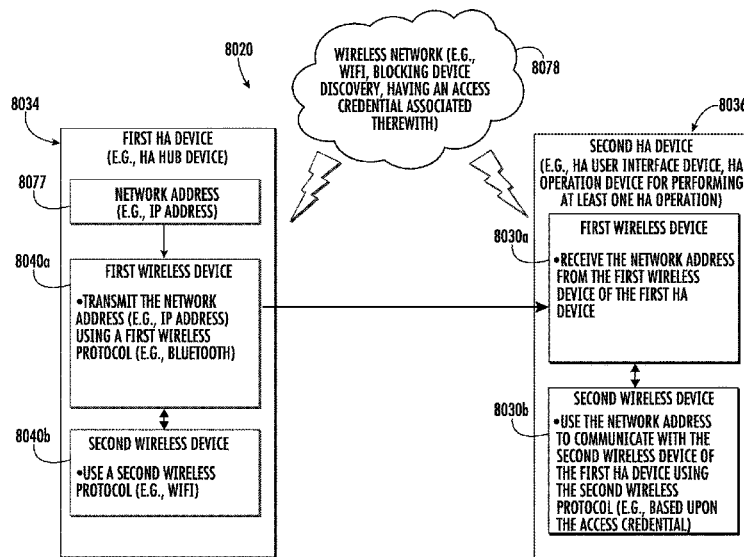 8020
WIRELESS NETWORK (E.G.,
WIFI, BLOCKING DEVICE
DISCOVERY, HAVING AN ACCESS
CREDENTIAL ASSOCIATED
THEREWITH)
8078
8034
FIRST HA DEVICE
(E.G., HA HUB DEVICE)
8077
NETWORK ADDRESS
(E.G., IP ADDRESS)
8040a
FIRST WIRELESS DEVICE
•TRANSMIT THE NETWORK
ADDRESS (E.G., IP ADDRESS)
USING A FIRST WIRELESS
PROTOCOL (E.G., BLUETOOTH)
8040b
SECOND WIRELESS DEVICE
•USE A SECOND WIRELESS
PROTOCOL (E.G., WIFI)
8036
SECOND HA DEVICE
(E.G., HA USER INTERFACE DEVICE, HA
OPERATION DEVICE FOR PERFORMING
AT LEAST ONE HA OPERATION)
8030a
FIRST WIRELESS DEVICE
•RECEIVE THE NETWORK ADDRESS
FROM THE FIRST WIRELESS
DEVICE OF THE FIRST HA
DEVICE
8030b
SECOND WIRELESS DEVICE
•USE THE NETWORK ADDRESS
TO COMMUNICATE WITH THE
SECOND WIRELESS DEVICE OF
THE FIRST HA DEVICE USING
THE SECOND WIRELESS
PROTOCOL (E.G., BASED UPON
THE ACCESS CREDENTIAL)